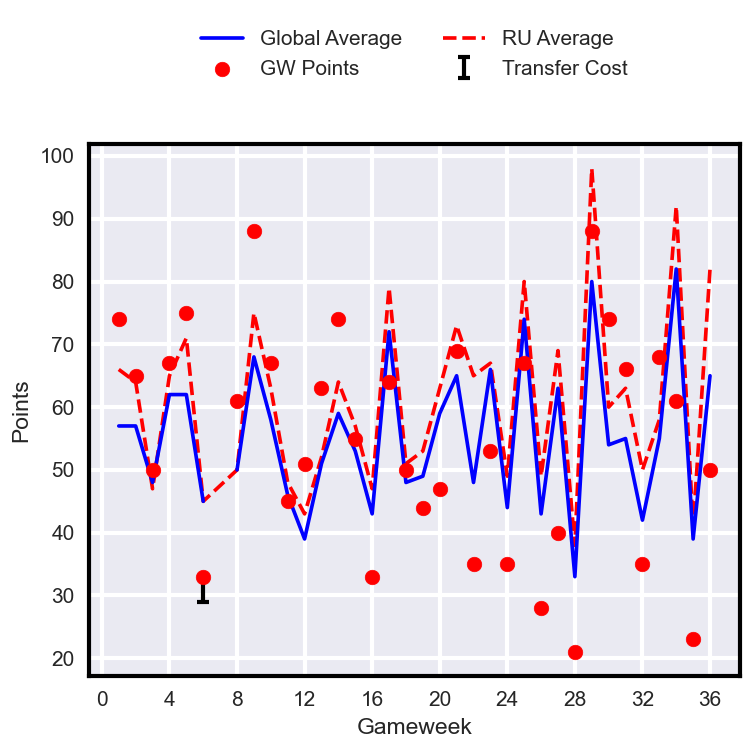 Global Average
RU Average
GW Points
Transfer Cost
100
90
80
70
60
50
40
30
20
Points
0 4 8 12 16 20 24 28 32 36
Gameweek